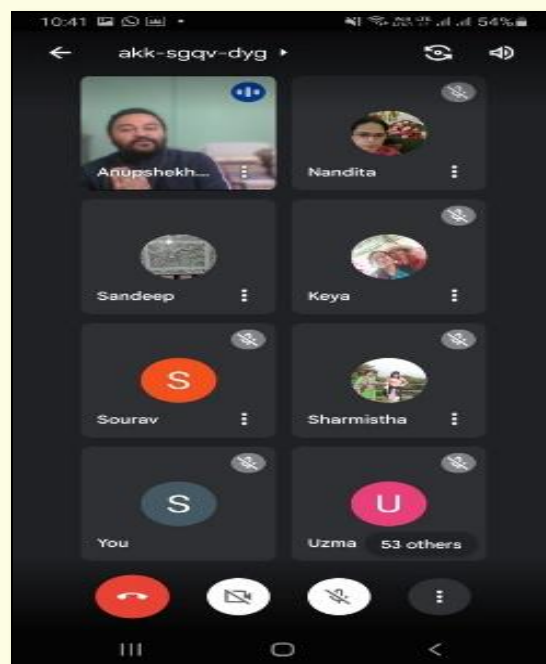 10:41 54%
akk-sgqv-dyg
Anupshekh...
Nandita
Sandeep
Keya
S
Sourav
Sharmistha
S
You
U
Uzma 53 others